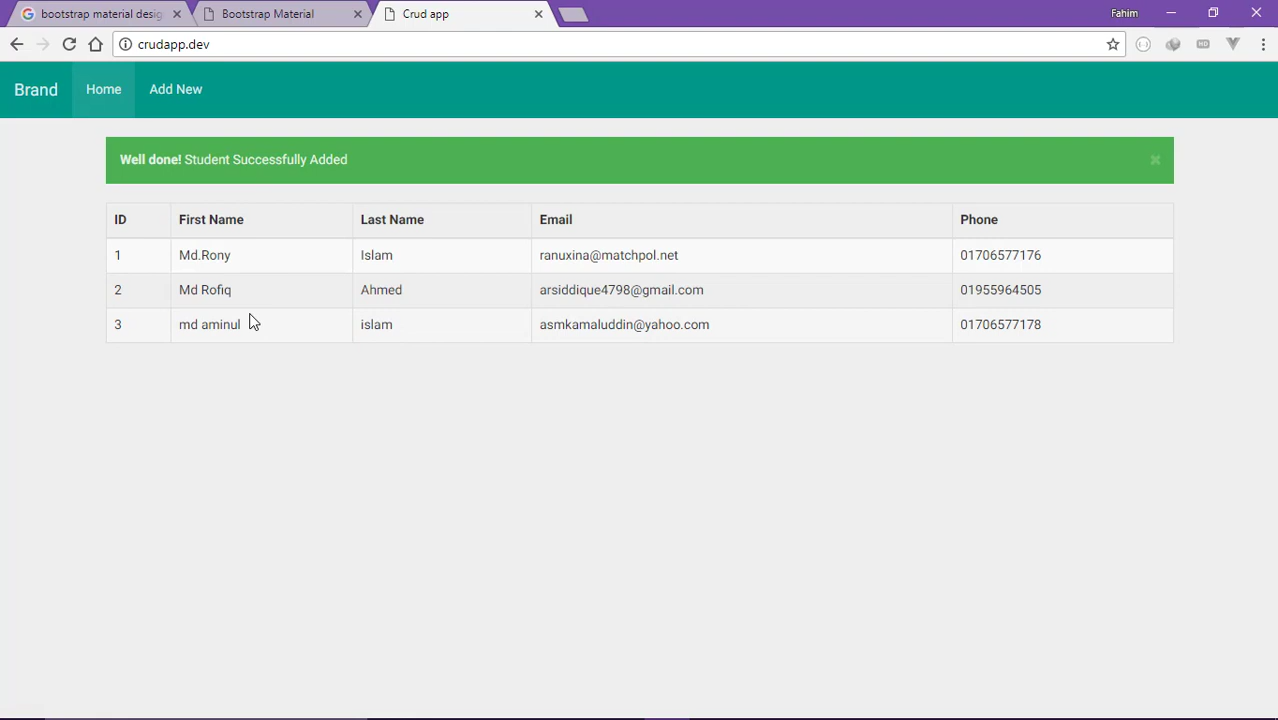 bootstrap material desig
Bootstrap Material
Crud app
Fahim
crudapp.dev
HD
Brand
Home
Add New
Well done! Student Successfully Added
×
ID First Name Last Name Email Phone
1 Md.Rony Islam ranuxina@matchpol.net 01706577176
2 Md Rofiq Ahmed arsiddique4798@gmail.com 01955964505
3 md aminul islam asmkamaluddin@yahoo.com 01706577178